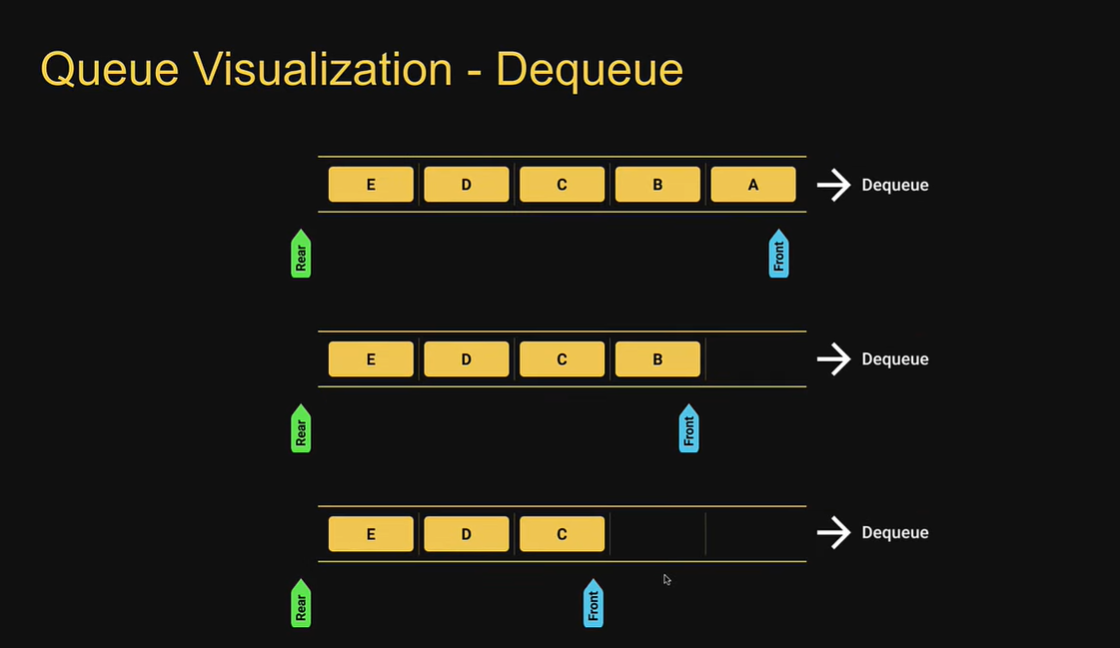 Queue Visualization - Dequeue
E D C B A Dequeue
Rear Front
E D C B Dequeue
Rear Front
E D C Dequeue
Rear Front